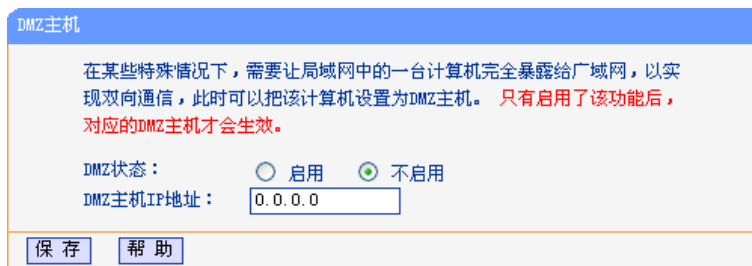 DMZ主机
在某些特殊情况下，需要让局域网中的一台计算机完全暴露给广域网，以实
现双向通信，此时可以把该计算机设置为DMZ主机。 只有启用了该功能后，
对应的DMZ主机才会生效。
DMZ状态： 启用 不启用
DMZ主机IP地址： 0.0.0.0
保 存 帮 助